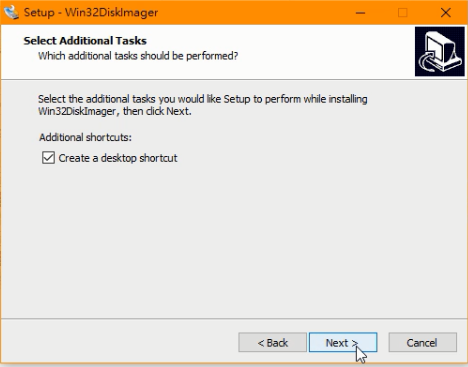 Setup - Win32DiskImager
Select Additional Tasks
Which additional tasks should be performed?
Select the additional tasks you would like Setup to perform while installing
Win32DiskImager, then click Next.
Additional shortcuts:
Create a desktop shortcut
< Back Next > Cancel